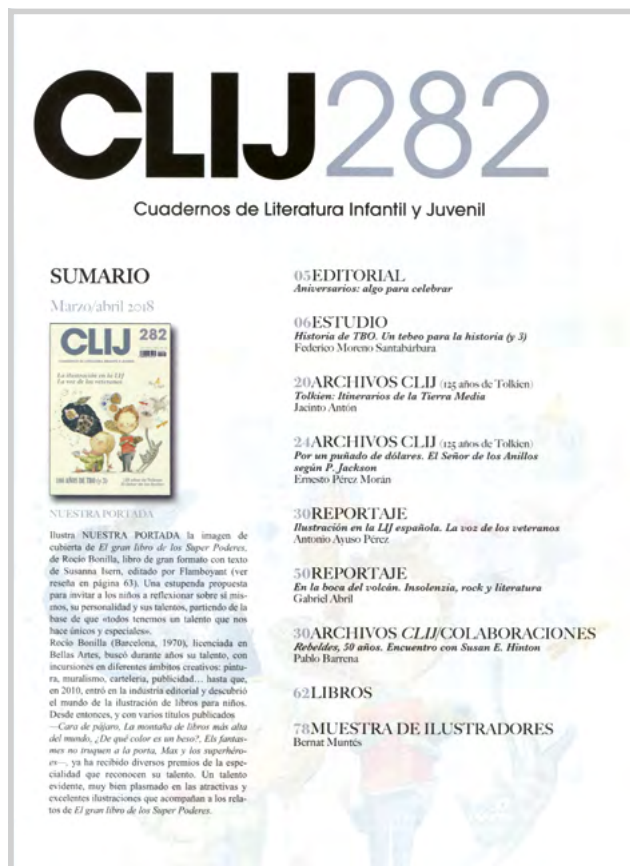 CLIJ282
Cuadernos de Literatura Infantil y Juvenil
SUMARIO
Marzo/abril 2018
CLIJ 282
La ilustración en la LIJ
La voz de los veteranos
100 AÑOS DE TBO (y 3)
NUESTRA PORTADA
Ilustra NUESTRA PORTADA la imagen de
cubierta de El gran libro de los Super Poderes,
de Rocío Bonilla, libro de gran formato con texto
de Susanna Isern, editado por Flamboyant (ver
reseña en página 63). Una estupenda propuesta
para invitar a los niños a reflexionar sobre sí mis-
mos, su personalidad y sus talentos, partiendo de la
base de que «todos tenemos un talento que nos
hace únicos y especiales».
Rocío Bonilla (Barcelona, 1970), licenciada en
Bellas Artes, buscó durante años su talento, con
incursiones en diferentes ámbitos creativos: pintu-
ra, muralismo, cartelería, publicidad… hasta que,
en 2010, entró en la industria editorial y descubrió
el mundo de la ilustración de libros para niños.
Desde entonces, y con varios títulos publicados
—Cara de pájaro, La montaña de libros más alta
del mundo, ¿De qué color es un beso?, Els fantas-
mes no truquen a la porta, Max y los superhéro-
es—, ya ha recibido diversos premios de la espe-
cialidad que reconocen su talento. Un talento
evidente, muy bien plasmado en las atractivas y
excelentes ilustraciones que acompañan a los rela-
tos de El gran libro de los Super Poderes.
05EDITORIAL
Aniversarios: algo para celebrar
06ESTUDIO
Historia de TBO. Un tebeo para la historia (y 3)
Federico Moreno Santabárbara
20ARCHIVOS CLIJ (125 años de Tolkien)
Tolkien: Itinerarios de la Tierra Media
Jacinto Antón
24ARCHIVOS CLIJ (125 años de Tolkien)
Por un puñado de dólares. El Señor de los Anillos
según P. Jackson
Ernesto Pérez Morán
30REPORTAJE
Ilustración en la LIJ española. La voz de los veteranos
Antonio Ayuso Pérez
50REPORTAJE
En la boca del volcán. Insolenzia, rock y literatura
Gabriel Abril
30ARCHIVOS CLIJ/COLABORACIONES
Rebeldes, 50 años. Encuentro con Susan E. Hinton
Pablo Barrena
62LIBROS
78MUESTRA DE ILUSTRADORES
Bernat Muntés